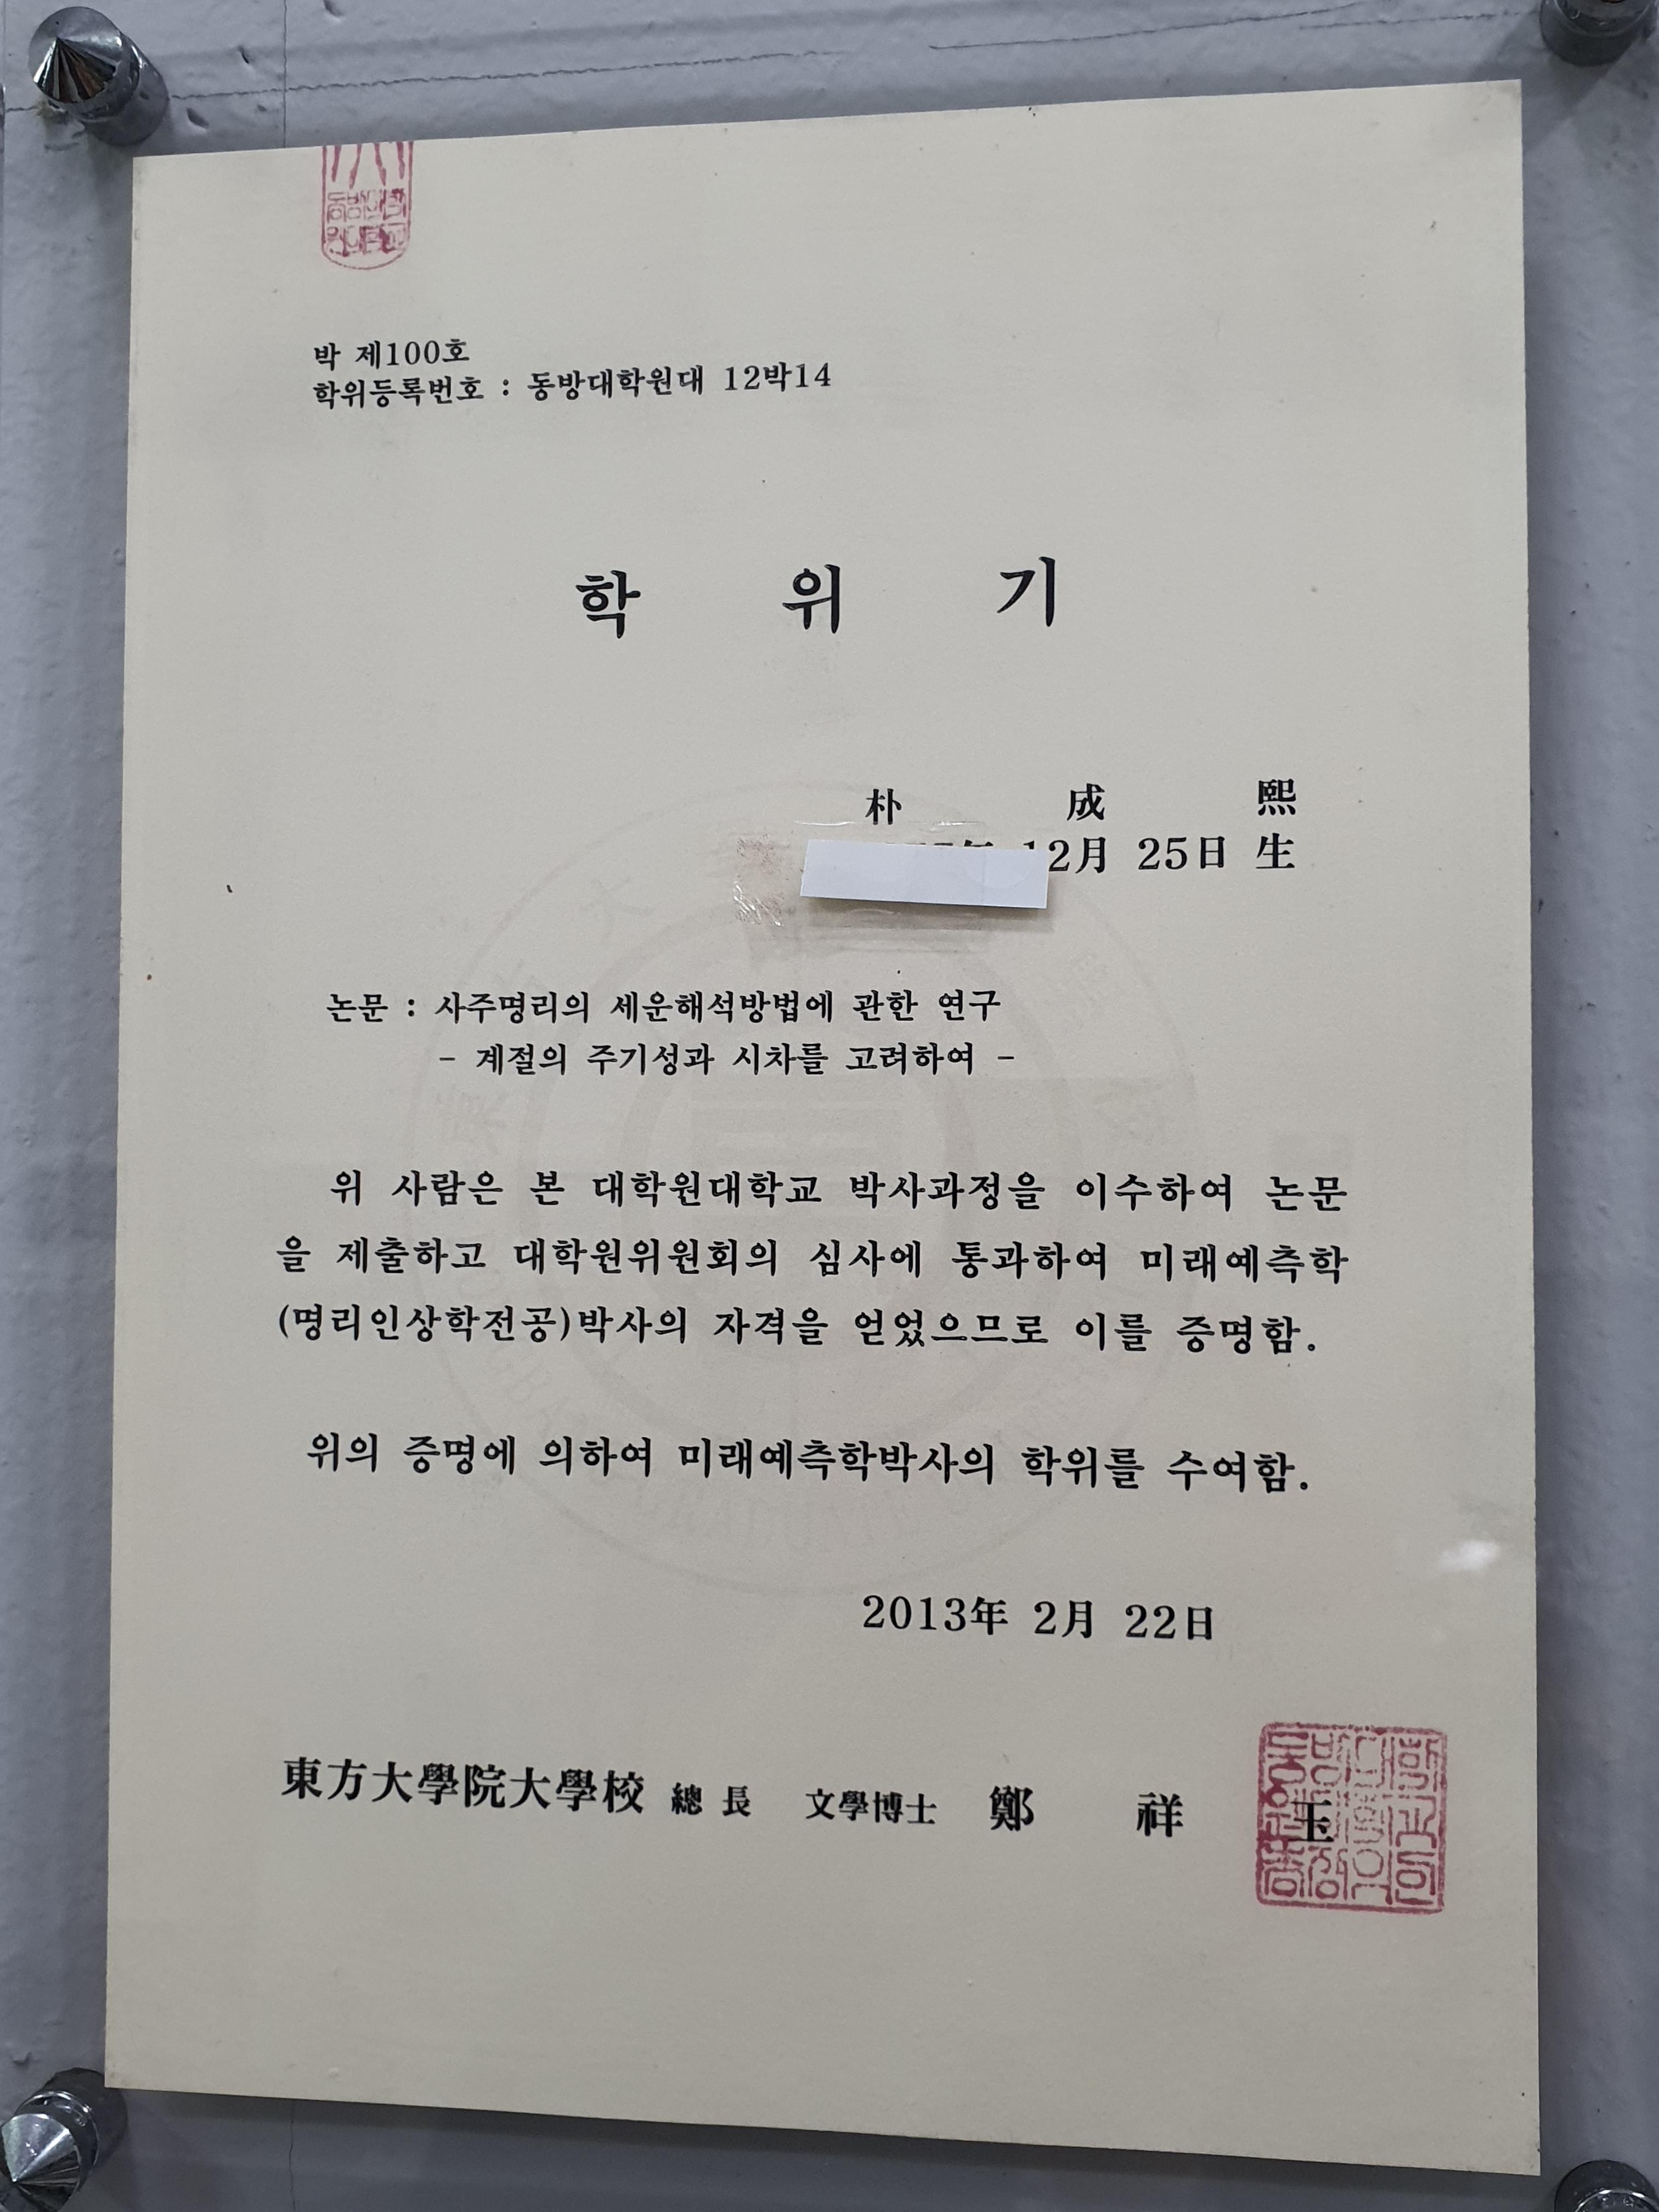 박 제100호
학위등록번호 : 동방대학원대 12박14
학 위 기
朴 成 熙
12月 25日 生
논문 : 사주명리의 세운해석방법에 관한 연구
- 계절의 주기성과 시차를 고려하여 -
위 사람은 본 대학원대학교 박사과정을 이수하여 논문
을 제출하고 대학원위원회의 심사에 통과하여 미래예측학
(명리인상학전공)박사의 자격을 얻었으므로 이를 증명함.
위의 증명에 의하여 미래예측학박사의 학위를 수여함.
2013年 2月 22日
東方大學院大學校 總 長 文學博士 鄭 祥 玉